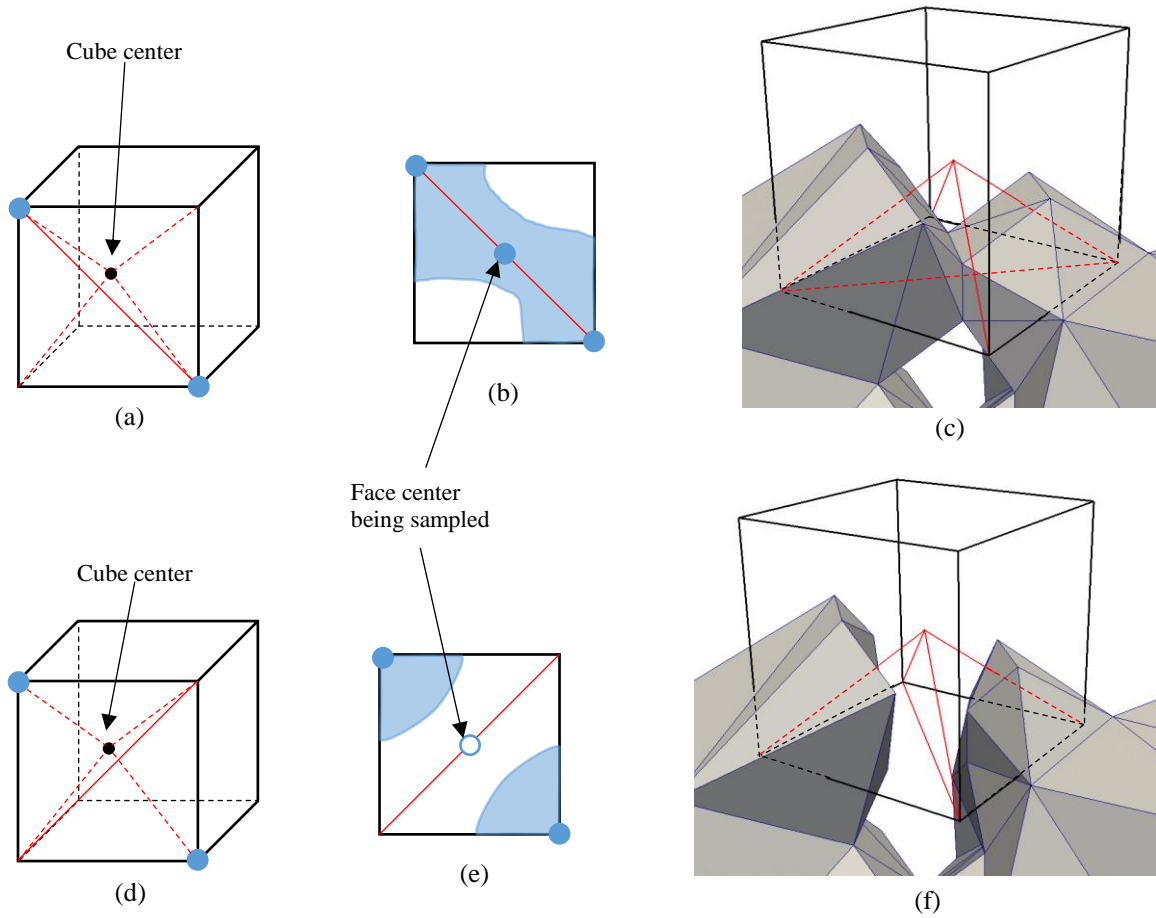 Cube center
(a)
(b)
(c)
Face center
being sampled
Cube center
(d)
(e)
(f)